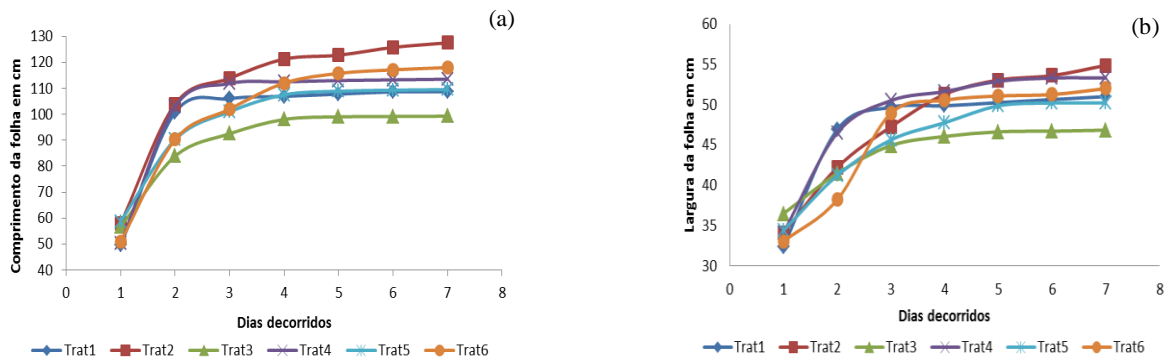 (a)
Comprimento da folha em cm
130
120
110
100
90
80
70
60
50
40
0 1 2 3 4 5 6 7 8
Dias decorridos
Trat1 Trat2 Trat3 Trat4 Trat5 Trat6
(b)
Largura da folha em cm
60
55
50
45
40
35
30
0 1 2 3 4 5 6 7 8
Dias decorridos
Trat1 Trat2 Trat3 Trat4 Trat5 Trat6